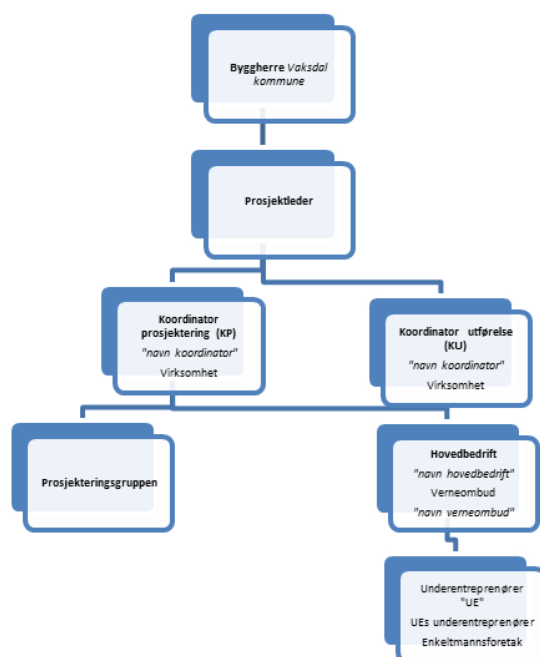 Byggherre Vaksdal
kommune
Prosjektleder
Koordinator
prosjektering (KP)
"navn koordinator"
Virksomhet
Koordinator utførelse
(KU)
"navn koordinator"
Virksomhet
Prosjekteringsgruppen
Hovedbedrift
"navn hovedbedrift"
Verneombud
"navn verneombud"
Underentreprenører
"UE"
UEs underentreprenører
Enkeltmannsforetak